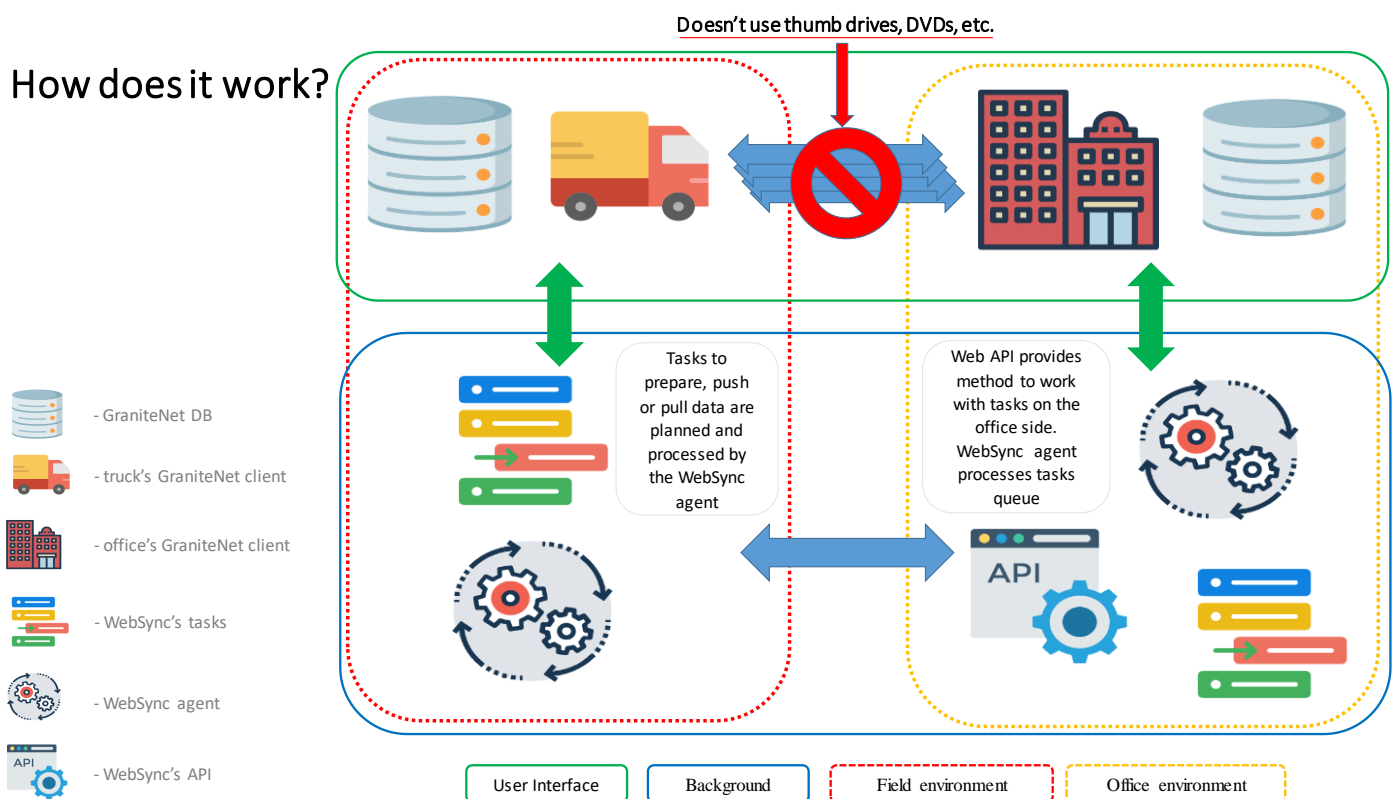 Doesn't use thumb drives, DVDs, etc.
How does it work?
Tasks to
prepare, push
or pull data are
planned and
processed by
the WebSync
agent
Web API provides
method to work
with tasks on the
office side.
WebSync agent
processes tasks
queue
API
- GraniteNet DB
- truck's GraniteNet client
- office's GraniteNet client
- WebSync's tasks
- WebSync agent
API
- WebSync's API
User Interface
Background
Field environment
Office environment